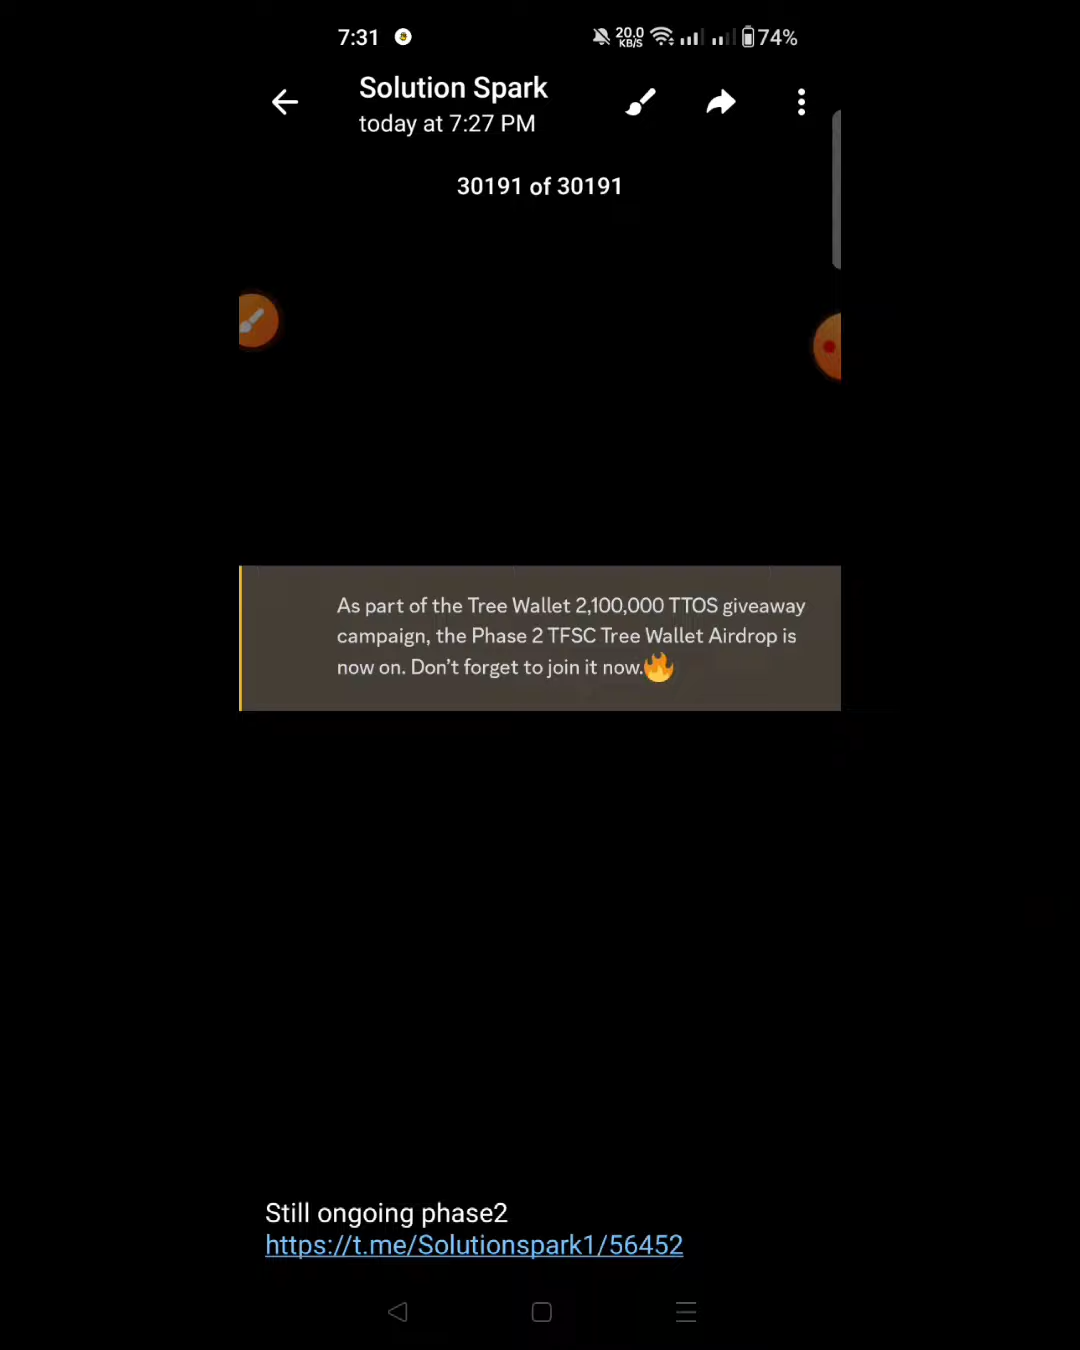 7:31 20.0 KB/S 74%
Solution Spark
today at 7:27 PM
30191 of 30191
As part of the Tree Wallet 2,100,000 TTOS giveaway
campaign, the Phase 2 TFSC Tree Wallet Airdrop is
now on. Don't forget to join it now.🔥
Still ongoing phase2
https://t.me/Solutionspark1/56452